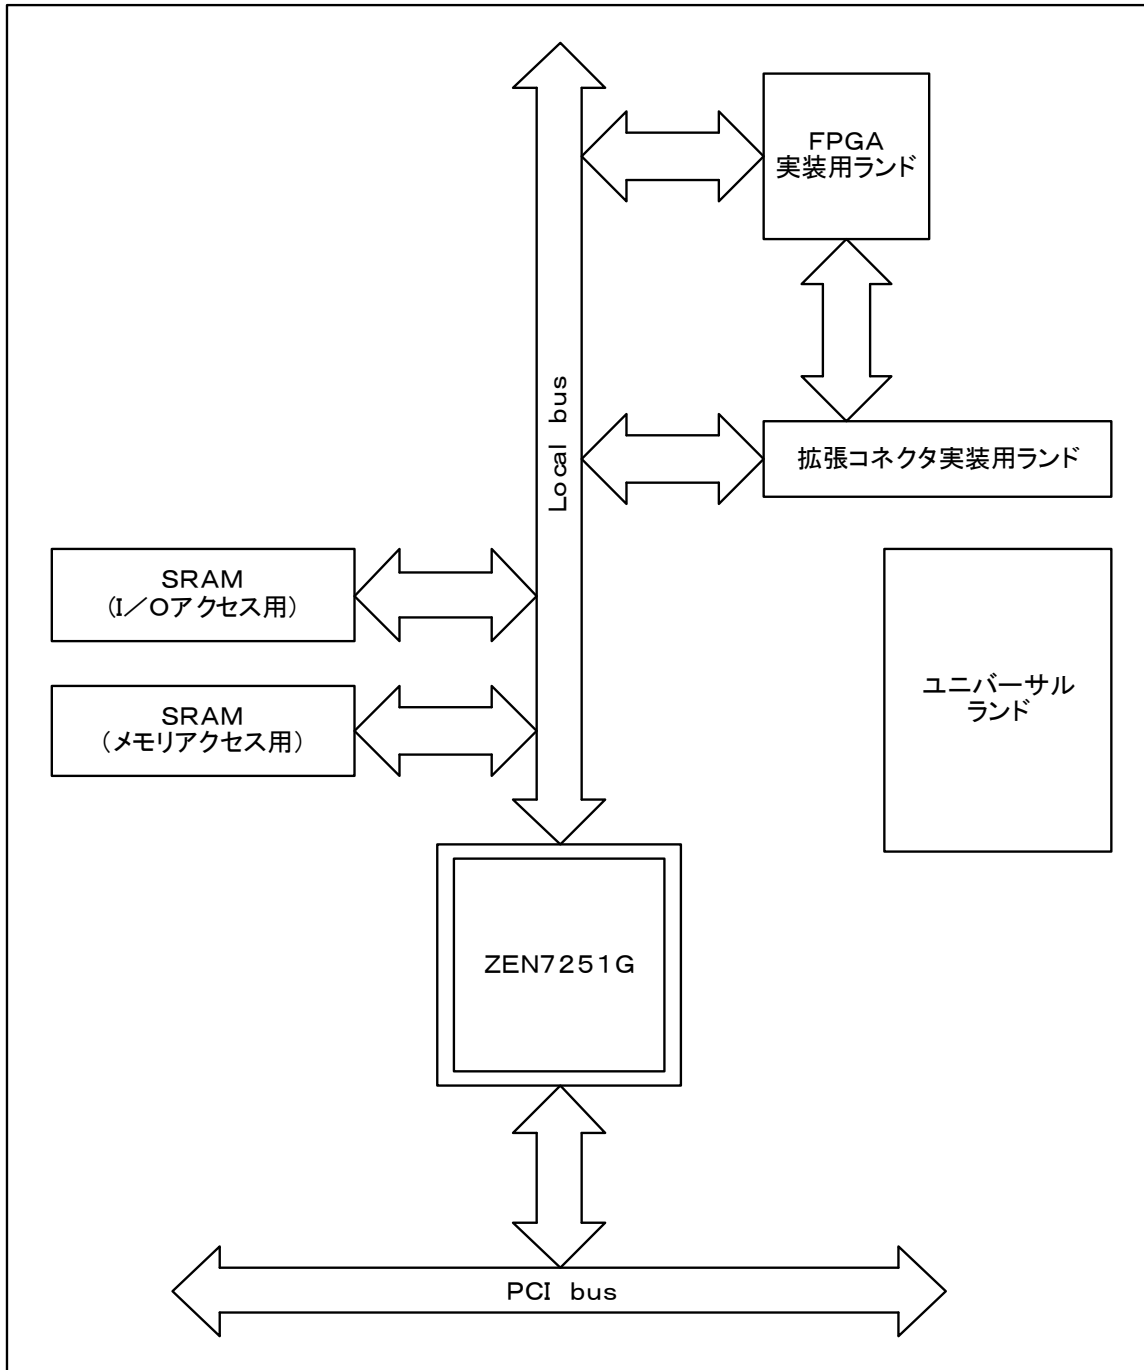 FPGA
実装用ランド
Local bus
拡張コネクタ実装用ランド
SRAM
(I/Oアクセス用)
ユニバーサル
ランド
SRAM
(メモリアクセス用)
ZEN7251G
PCI bus